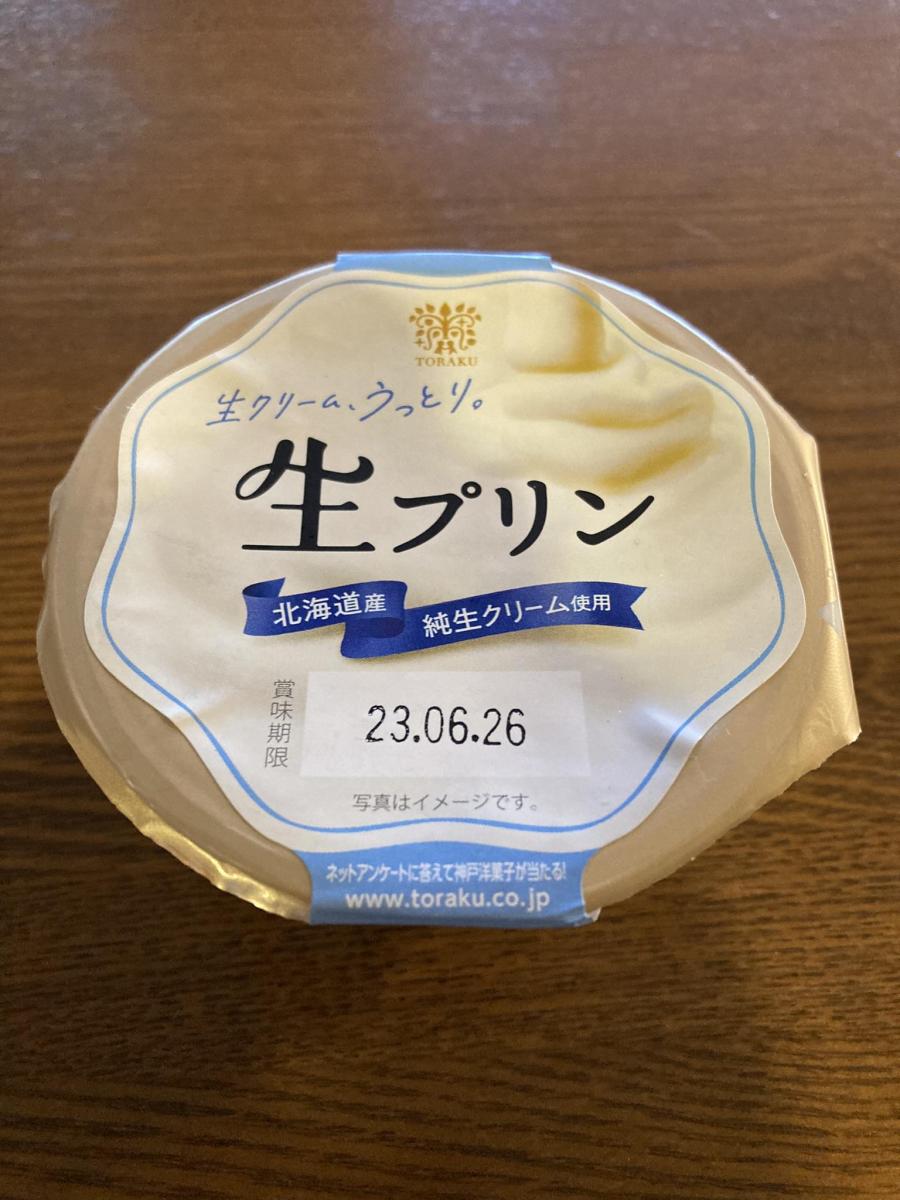 TORAKU
生クリーム、うっとり。
生プリン
北海道産 純生クリーム使用
賞味期限
23.06.26
写真はイメージです。
ネットアンケートに答えて神戸洋菓子が当たる!
www.toraku.co.jp